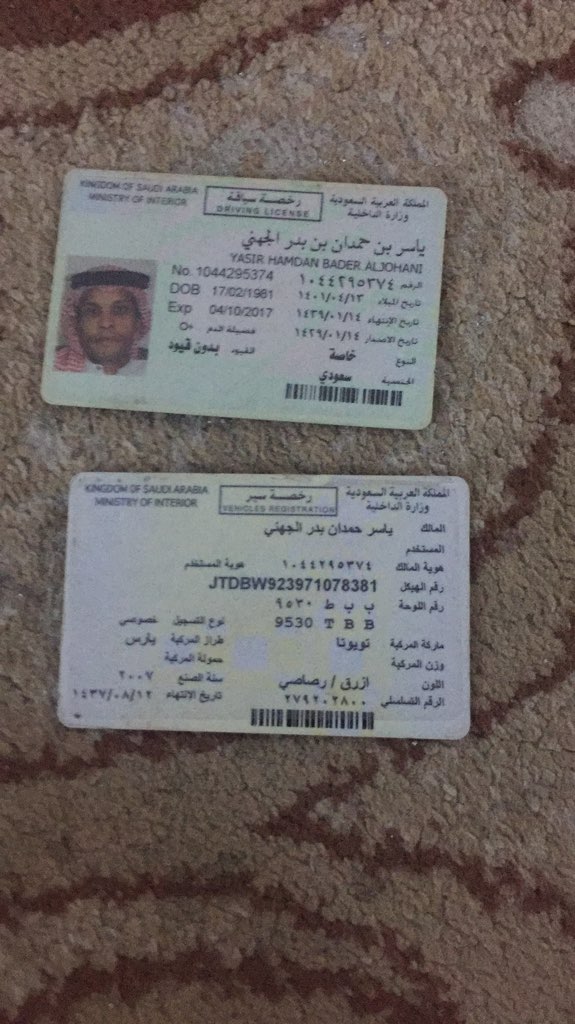 KINGDOM OF SAUDI ARABIA
MINISTRY OF INTERIOR
رخصة سياقة
DRIVING LICENSE
المملكة العربية السعودية
وزارة الداخلية
ياسر بن حمدان بن بدر الجهني
YASIR HAMDAN BADER ALJOHANI
No. 1044295374 الرقم ١٠٤٤٢٩٥٣٧٤
DOB 17/02/1981 تاريخ الميلاد ١٤٠١/٠٤/١٣
Exp 04/10/2017 تاريخ الإنتهاء ١٤٣٩/٠١/١٤
تاريخ الاصدار ١٤٢٩/٠١/١٤ فصيلة الدم O+
النوع خاصة القيود بدون قيود
الجنسية سعودي
KINGDOM OF SAUDI ARABIA
MINISTRY OF INTERIOR
رخصة سير
VEHICLES REGISTRATION
المملكة العربية السعودية
وزارة الداخلية
المالك ياسر حمدان بدر الجهني
المستخدم
هوية المالك ١٠٤٤٢٩٥٣٧٤ هوية المستخدم
رقم الهيكل JTDBW923971078381
رقم اللوحة ب ب ط ٩٥٣٠
9530 T B B نوع التسجيل خصوصي
ماركة المركبة تويوتا طراز المركبة يارس
وزن المركبة حمولة المركبة
اللون ازرق / رصاصي سنة الصنع ٢٠٠٧
الرقم التسلسلي ٢٧٩٢٠٢٨٠٠ تاريخ الإنتهاء ١٤٣٧/٠٨/١٢